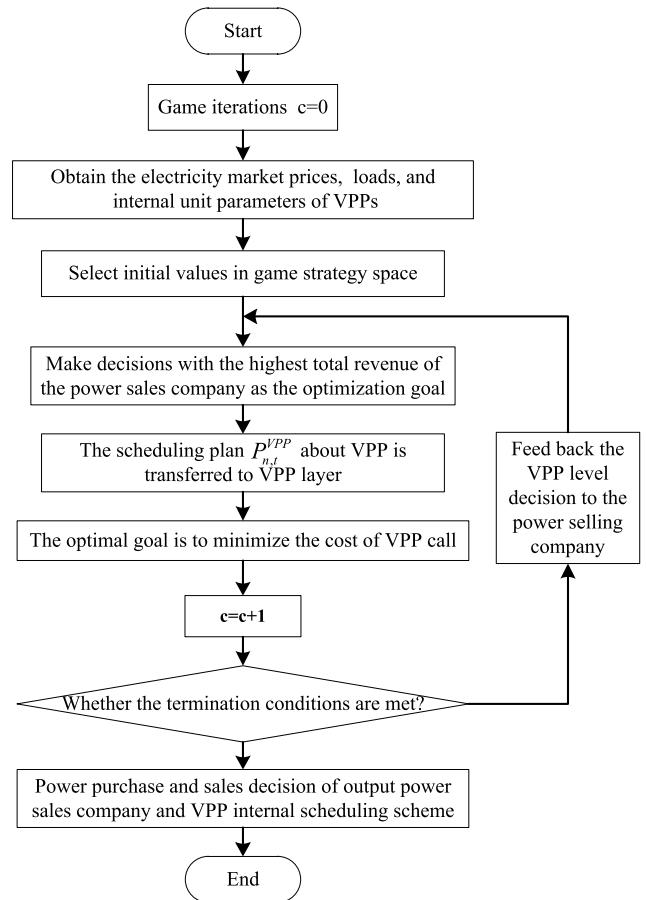 Start
Game iterations c=0
Obtain the electricity market prices, loads, and
internal unit parameters of VPPs
Select initial values in game strategy space
Make decisions with the highest total revenue of
the power sales company as the optimization goal
The scheduling plan P_{n,t}^{VPP} about VPP is
transferred to VPP layer
The optimal goal is to minimize the cost of VPP call
c=c+1
Whether the termination conditions are met?
Feed back the
VPP level
decision to the
power selling
company
Power purchase and sales decision of output power
sales company and VPP internal scheduling scheme
End